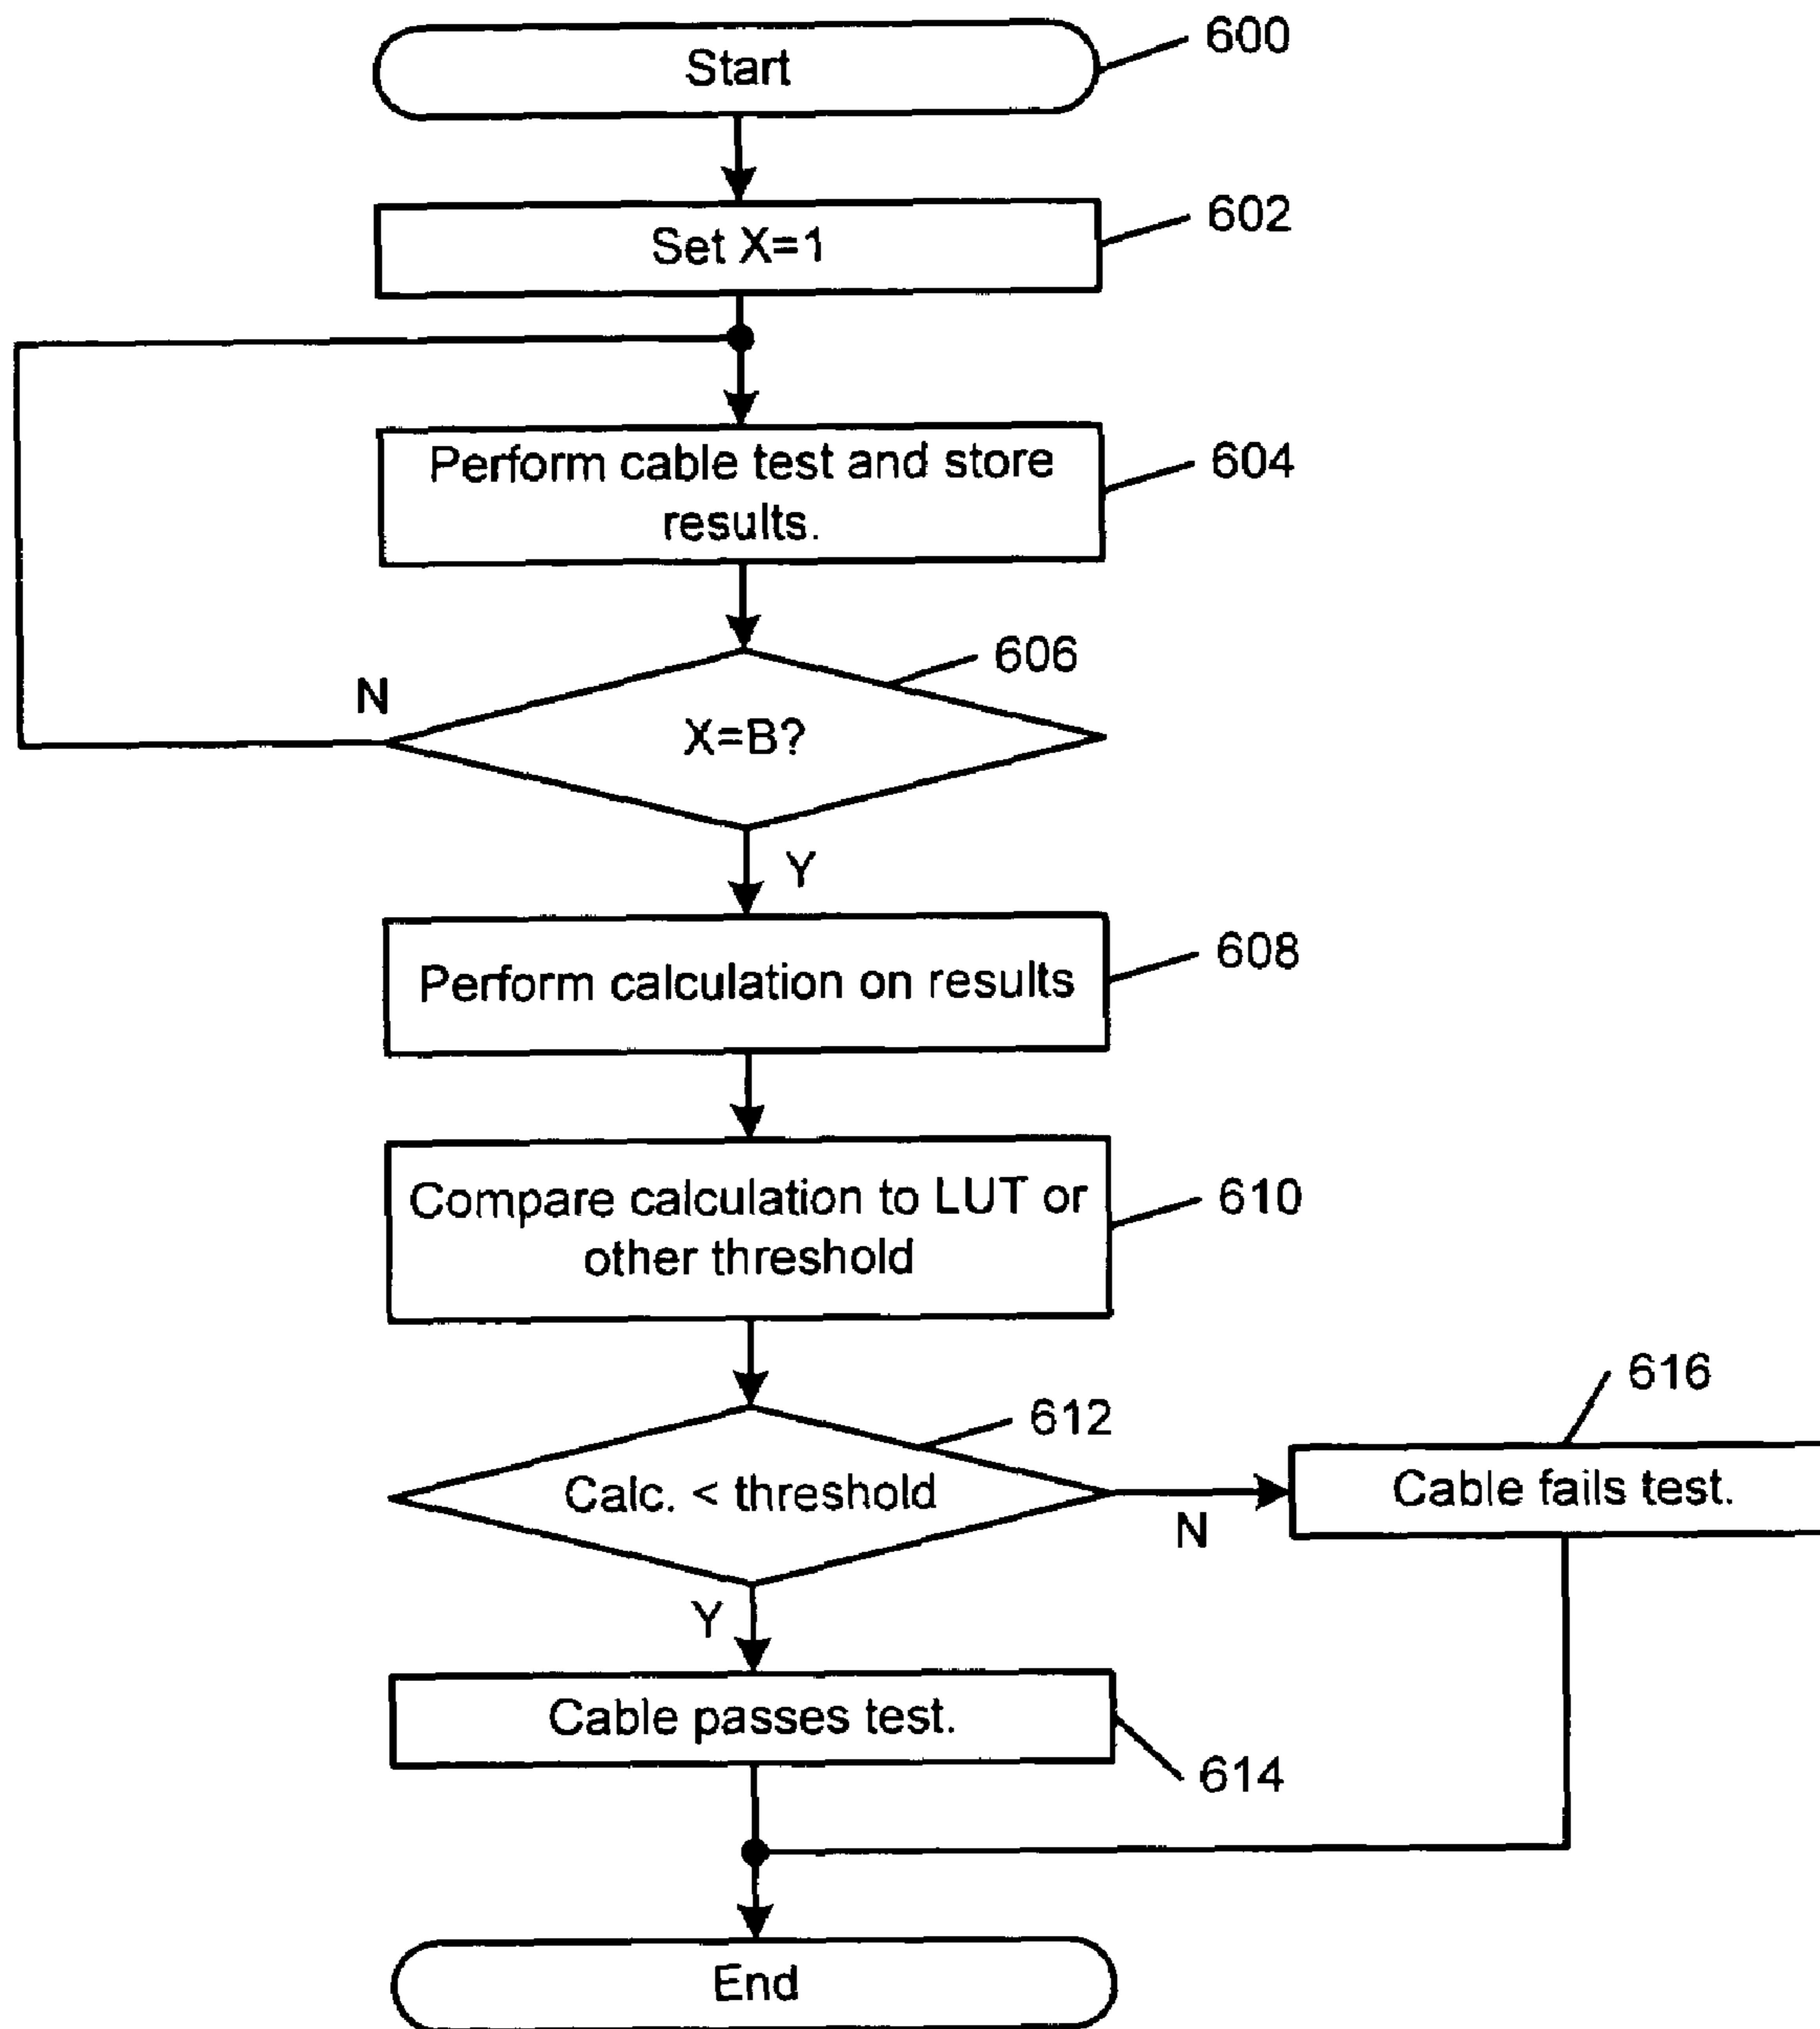 Start
600
Set X=1
602
Perform cable test and store
results.
604
606
N
X=B?
Y
608
Perform calculation on results
Compare calculation to LUT or
other threshold
610
612
616
Calc. < threshold
N
Cable fails test.
Y
Cable passes test.
614
End